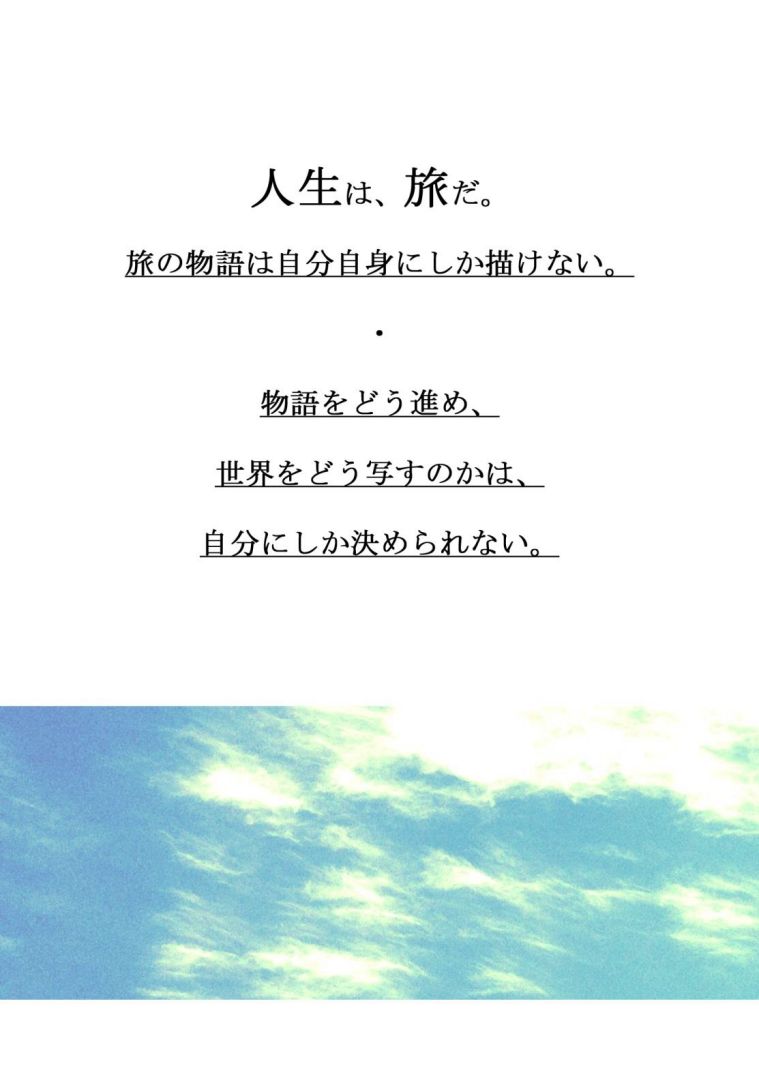 人生は、旅だ。
旅の物語は自分自身にしか描けない。
・
物語をどう進め、
世界をどう写すのかは、
自分にしか決められない。